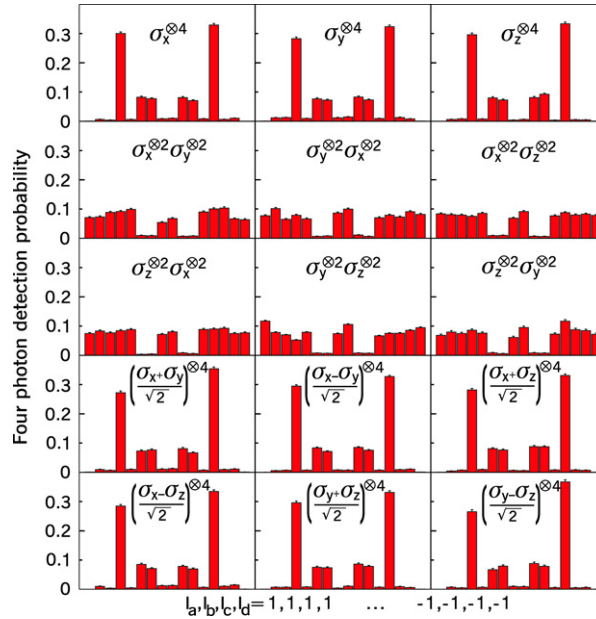 σx⊗4 σy⊗4 σz⊗4
0.3
0.2
0.1
0
σx⊗2σy⊗2 σy⊗2σx⊗2 σx⊗2σz⊗2
0.3
0.2
0.1
0
σz⊗2σx⊗2 σy⊗2σz⊗2 σz⊗2σy⊗2
0.3
0.2
0.1
0
(σx+σy/√2)⊗4 (σx−σy/√2)⊗4 (σx+σz/√2)⊗4
0.3
0.2
0.1
0
(σx−σz/√2)⊗4 (σy+σz/√2)⊗4 (σy−σz/√2)⊗4
0.3
0.2
0.1
0
Four photon detection probability
la,lb,lc,ld=1,1,1,1 ... -1,-1,-1,-1